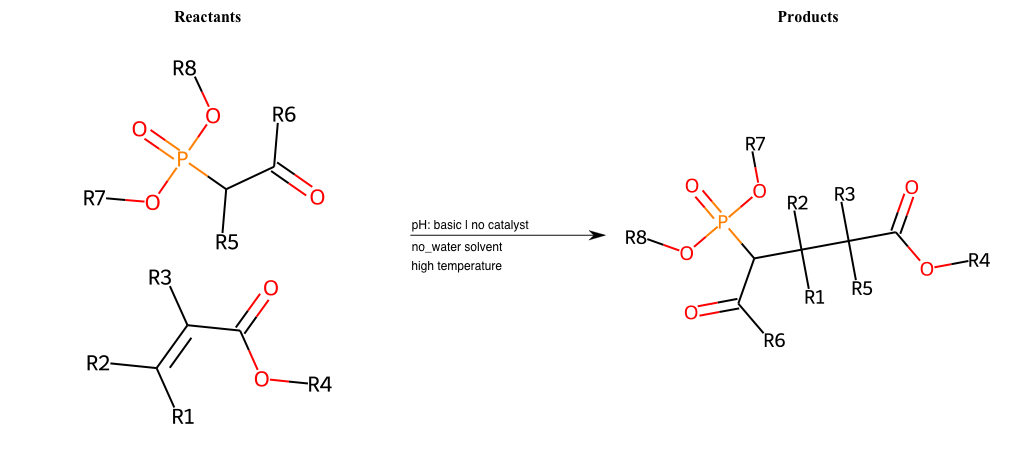 Reactants
Products
R8
O
O
R6
P
R7
O
O
R5
R3
O
R2
O
R4
R1
pH: basic | no catalyst
no_water solvent
high temperature
R7
O
O
R2
R3
O
P
R8
O
R4
O
R1
R5
O
R6